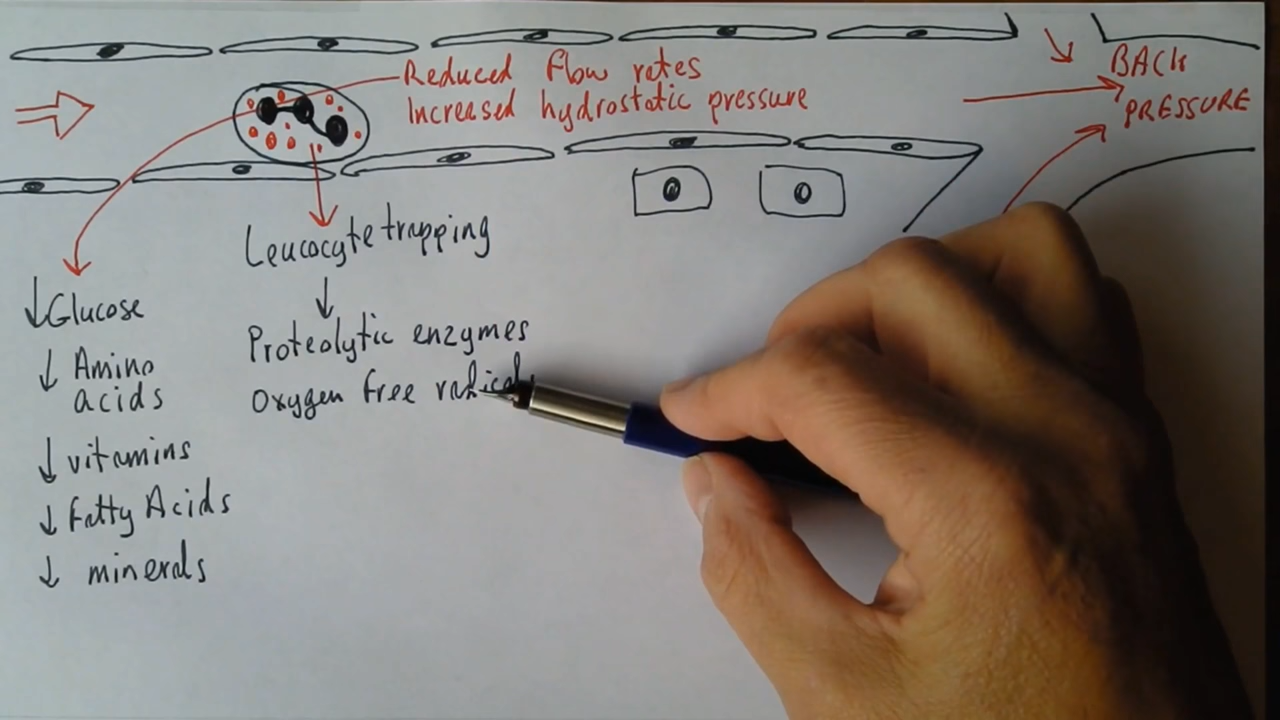 Reduced flow rates
Increased hydrostatic pressure
BACK
PRESSURE
Leucocyte trapping
↓
Proteolytic enzymes
Oxygen free radicals
↓ Glucose
↓ Amino
acids
↓ vitamins
↓ Fatty Acids
↓ minerals